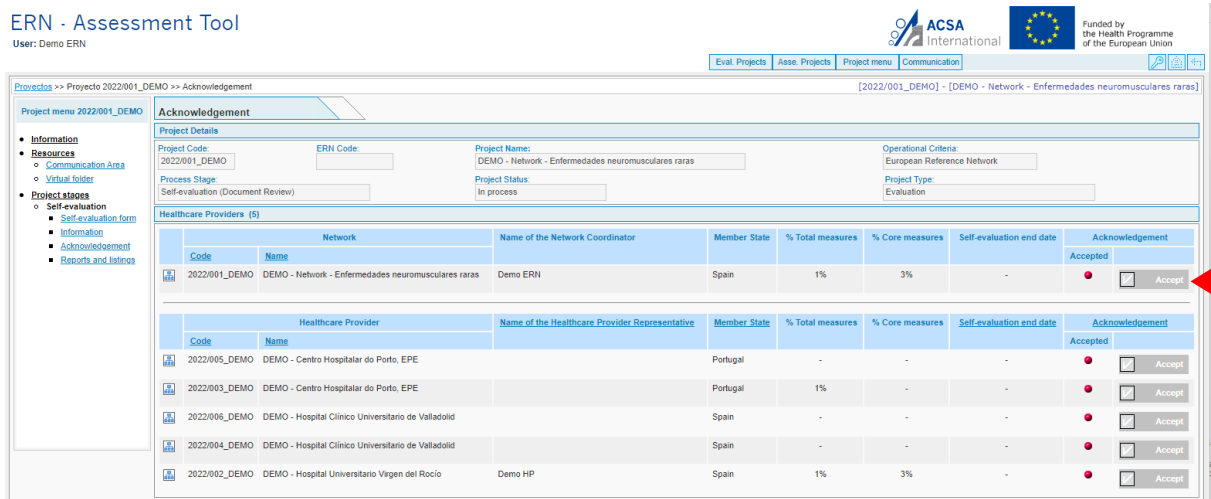 ERN - Assessment Tool
User: Demo ERN
ACSA International
Funded by
the Health Programme
of the European Union
Eval. Projects Asse. Projects Project menu Communication
Proyectos >> Proyecto 2022/001_DEMO >> Acknowledgement
[2022/001_DEMO] - [DEMO - Network - Enfermedades neuromusculares raras]
Project menu 2022/001_DEMO
Information
Resources
Communication Area
Virtual folder
Project stages
Self-evaluation
Self-evaluation form
Information
Acknowledgement
Reports and listings
Acknowledgement
Project Details
Project Code: ERN Code: Project Name: Operational Criteria:
2022/001_DEMO DEMO - Network - Enfermedades neuromusculares raras European Reference Network
Process Stage: Project Status: Project Type:
Self-evaluation (Document Review) In process Evaluation
Healthcare Providers (5)
Network Name of the Network Coordinator Member State % Total measures % Core measures Self-evaluation end date Acknowledgement
Code Name Accepted
2022/001_DEMO DEMO - Network - Enfermedades neuromusculares raras Demo ERN Spain 1% 3% - Accept
Healthcare Provider Name of the Healthcare Provider Representative Member State % Total measures % Core measures Self-evaluation end date Acknowledgement
Code Name Accepted
2022/005_DEMO DEMO - Centro Hospitalar do Porto, EPE Portugal - - - Accept
2022/003_DEMO DEMO - Centro Hospitalar do Porto, EPE Portugal 1% - - Accept
2022/006_DEMO DEMO - Hospital Clínico Universitario de Valladolid Spain - - - Accept
2022/004_DEMO DEMO - Hospital Clínico Universitario de Valladolid Spain - - - Accept
2022/002_DEMO DEMO - Hospital Universitario Virgen del Rocío Demo HP Spain 1% 3% - Accept